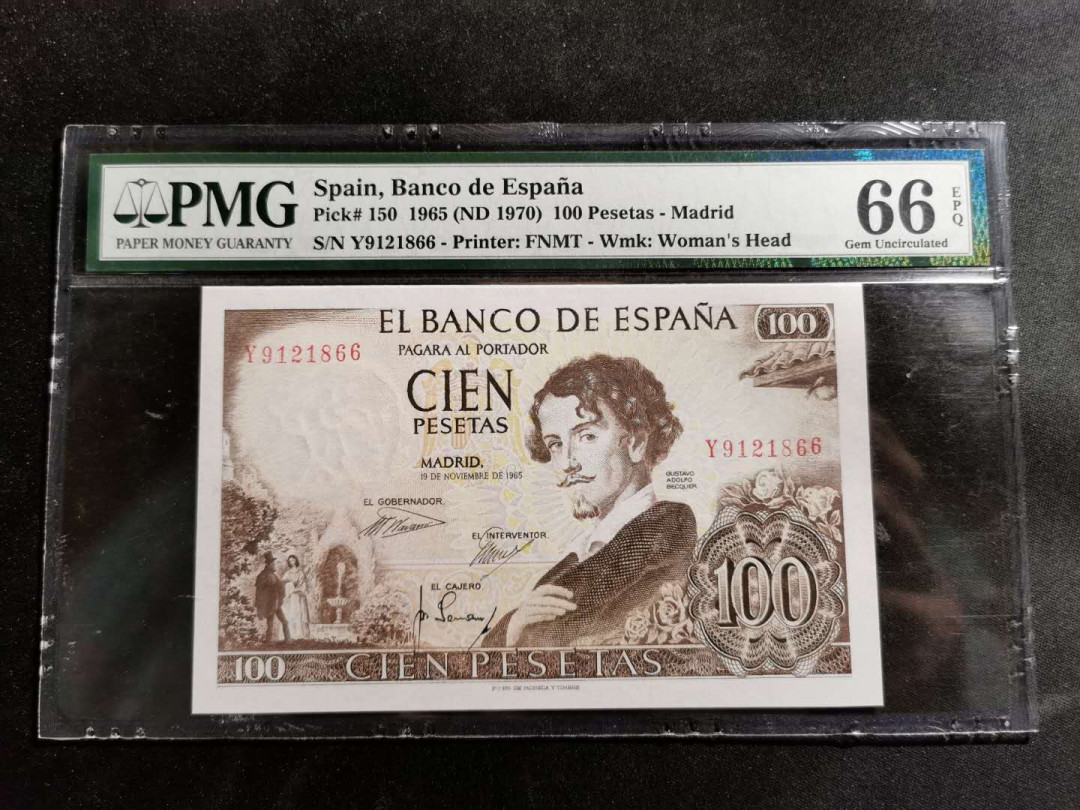 PMG
PAPER MONEY GUARANTY
Spain, Banco de España
Pick# 150 1965 (ND 1970) 100 Pesetas - Madrid
S/N Y9121866 - Printer: FNMT - Wmk: Woman's Head
66
EPQ
Gem Uncirculated
EL BANCO DE ESPAÑA
100
Y9121866
PAGARA AL PORTADOR
CIEN
PESETAS
MADRID,
19 DE NOVIEMBRE DE 1965
Y9121866
GUSTAVO
ADOLFO
BECQUER
EL GOBERNADOR,
EL INTERVENTOR,
EL CAJERO,
100
100
CIEN PESETAS